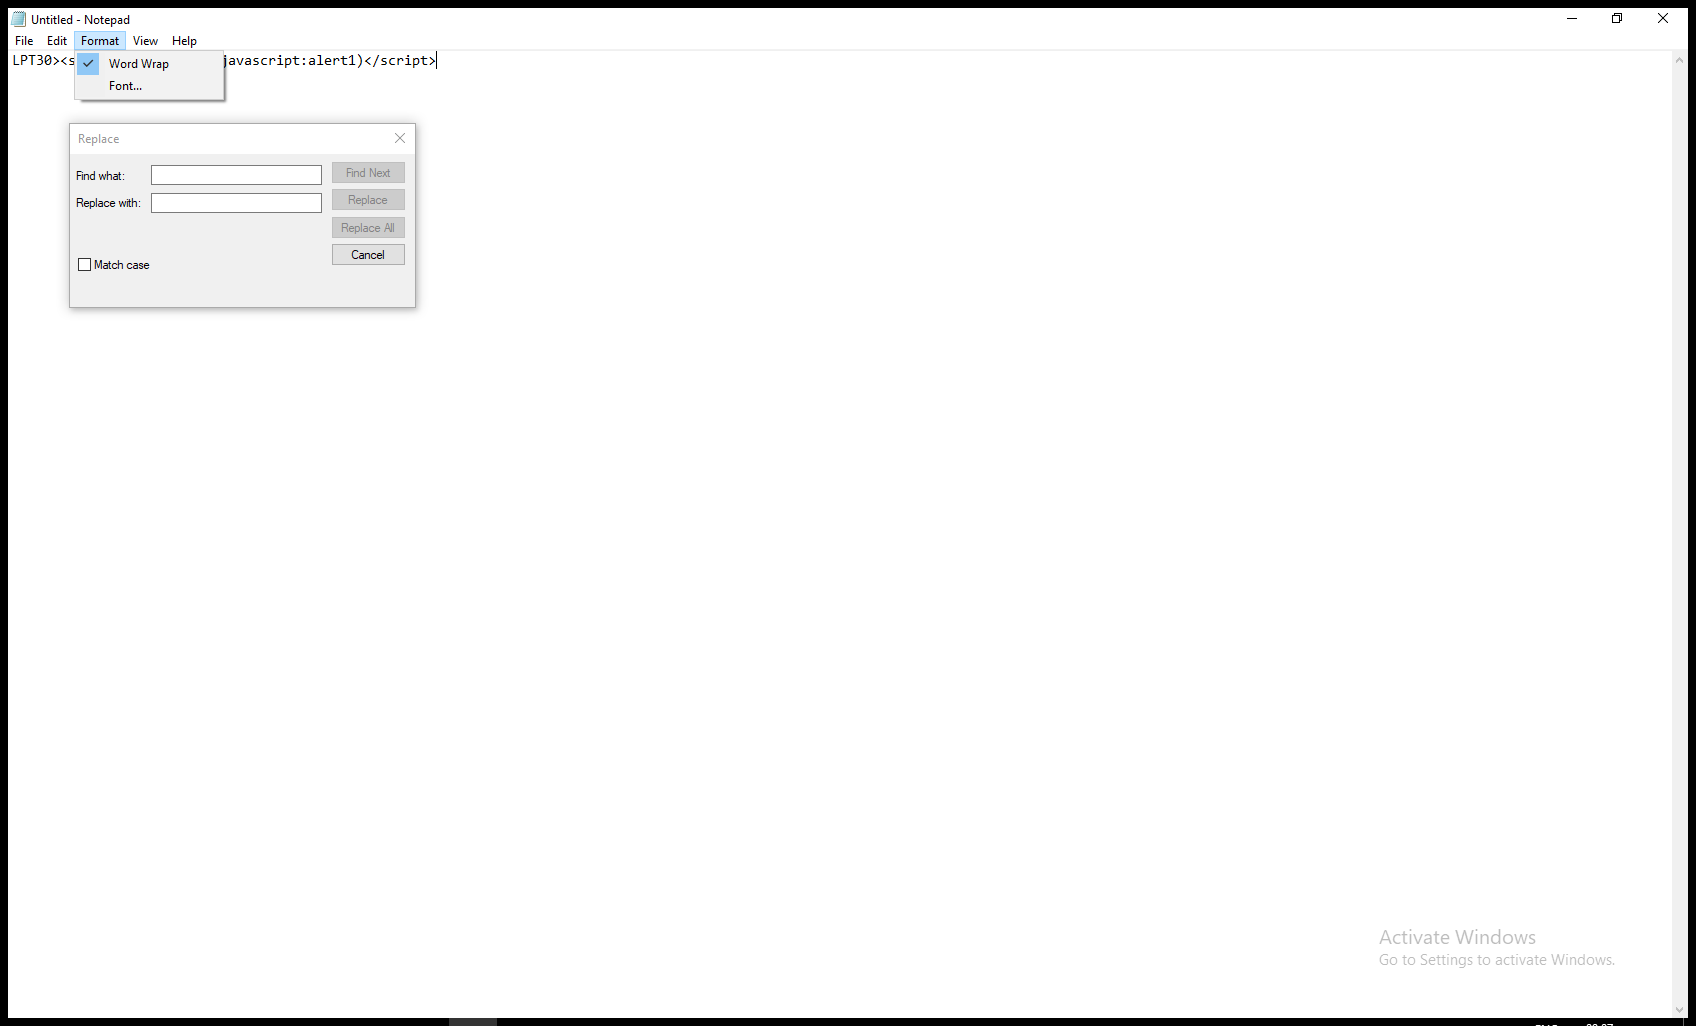 Untitled - Notepad
File Edit Format View Help
LPT30><s javascript:alert1)</script>
Word Wrap
Font...
Replace
Find what:
Find Next
Replace with:
Replace
Replace All
Cancel
Match case
Activate Windows
Go to Settings to activate Windows.